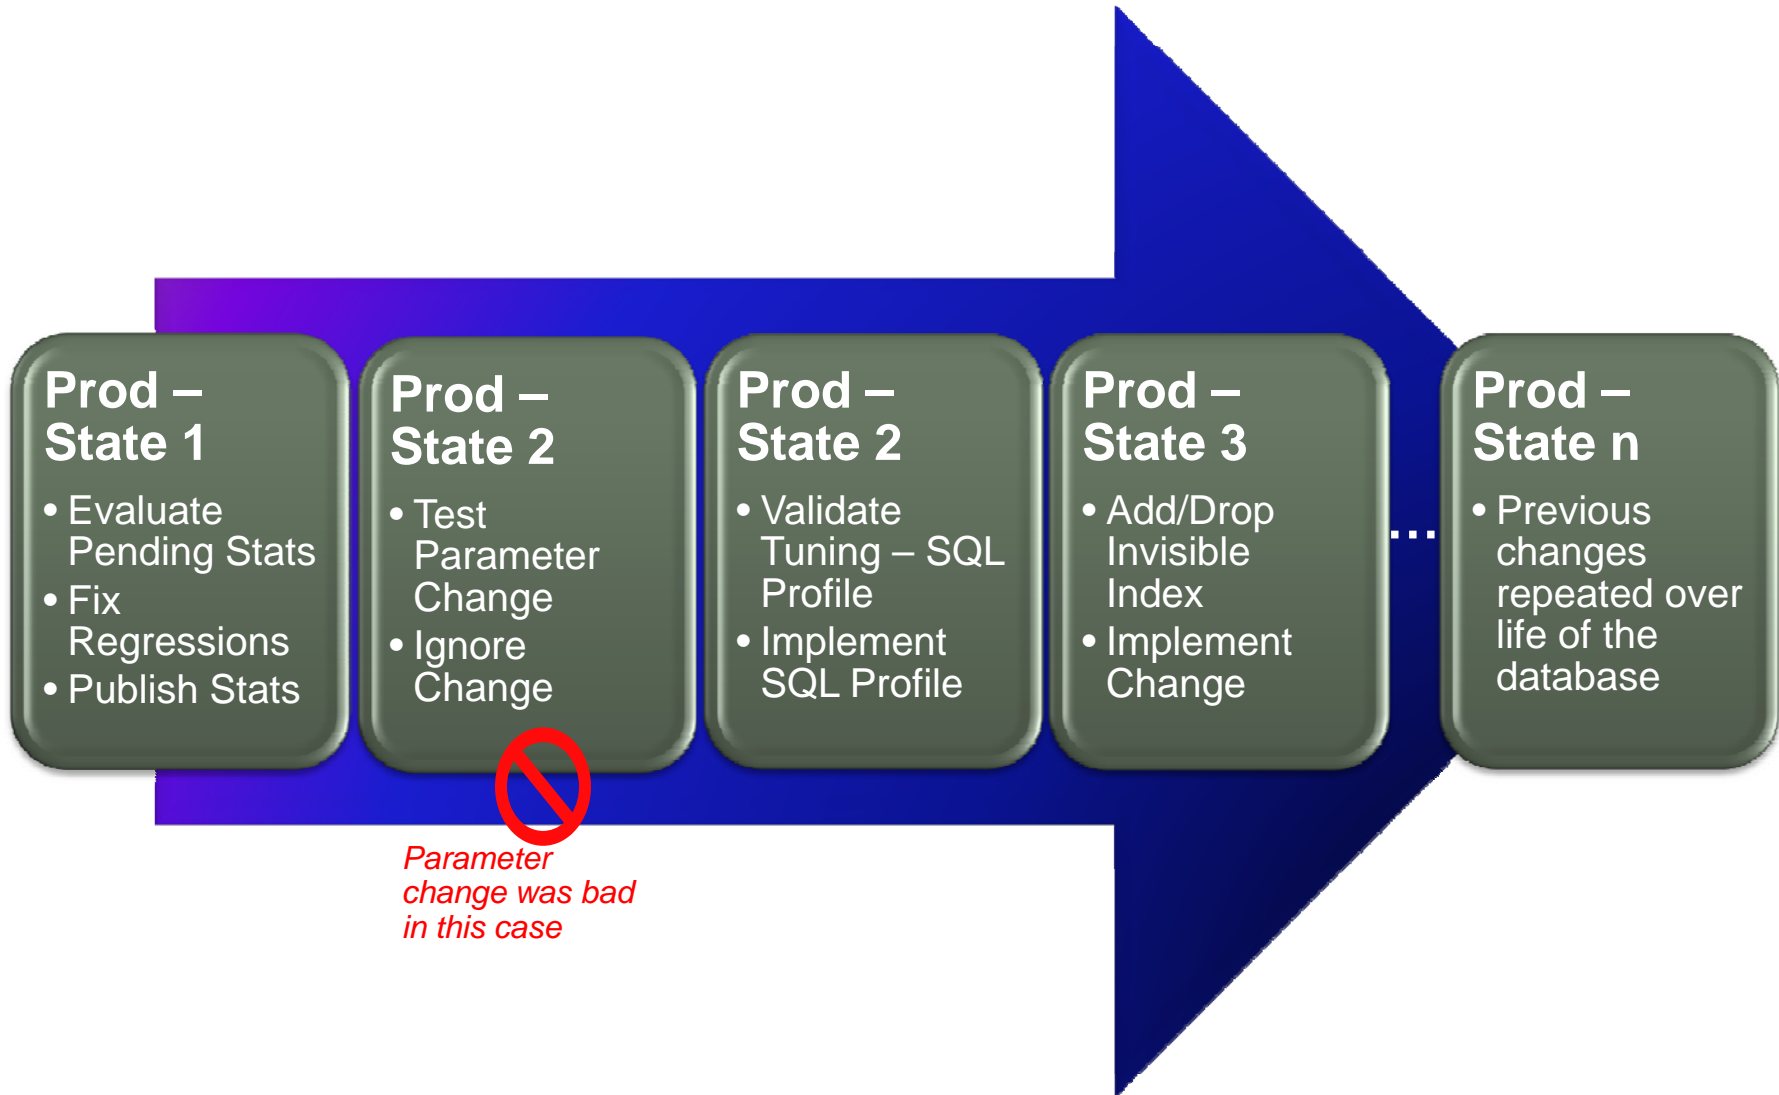 Prod –
State 1
• Evaluate
Pending Stats
• Fix
Regressions
• Publish Stats
Prod –
State 2
• Test
Parameter
Change
• Ignore
Change
Parameter
change was bad
in this case
Prod –
State 2
• Validate
Tuning – SQL
Profile
• Implement
SQL Profile
Prod –
State 3
• Add/Drop
Invisible
Index
• Implement
Change
...
Prod –
State n
• Previous
changes
repeated over
life of the
database